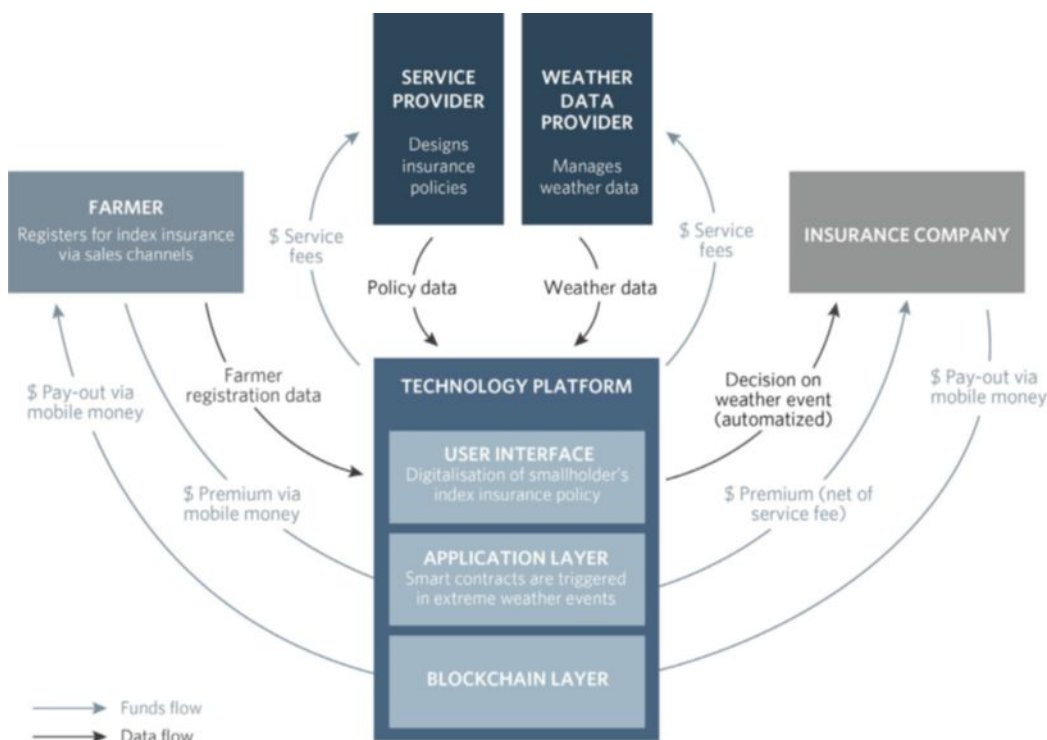 SERVICE
PROVIDER
Designs
insurance
policies
WEATHER
DATA
PROVIDER
Manages
weather data
FARMER
Registers for index insurance
via sales channels
INSURANCE COMPANY
$ Service
fees
$ Service
fees
Policy data
Weather data
$ Pay-out via
mobile money
Farmer
registration data
$ Premium via
mobile money
TECHNOLOGY PLATFORM
USER INTERFACE
Digitalisation of smallholder's
index insurance policy
APPLICATION LAYER
Smart contracts are triggered
in extreme weather events
BLOCKCHAIN LAYER
Decision on
weather event
(automatized)
$ Premium (net of
service fee)
$ Pay-out via
mobile money
Funds flow
Data flow